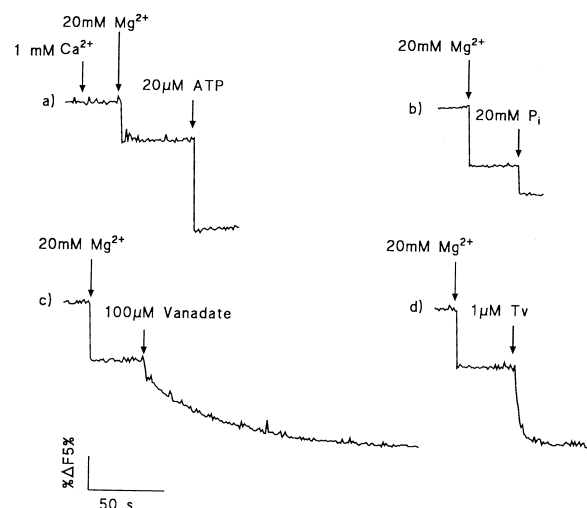 20mM Mg²⁺
1 mM Ca²⁺
20µM ATP
a)
20mM Mg²⁺
20mM Pᵢ
b)
20mM Mg²⁺
100µM Vanadate
c)
20mM Mg²⁺
1µM Tv
d)
%ΔF5%
50 s